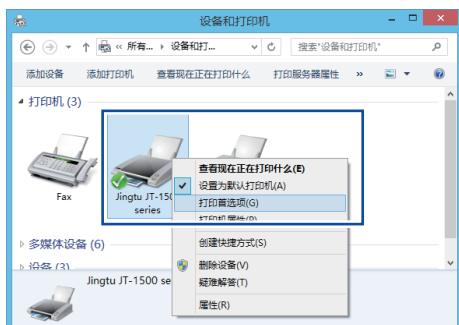 设备和打印机
« 所有... › 设备和打... 搜索"设备和打印机"
添加设备 添加打印机 查看现在正在打印什么 打印服务器属性 »
打印机 (3)
Fax
Jingtu JT-150
series
查看现在正在打印什么(E)
设置为默认打印机(A)
打印首选项(G)
打印机属性(P)
创建快捷方式(S)
删除设备(V)
疑难解答(T)
属性(R)
多媒体设备 (6)
设备 (3)
Jingtu JT-1500 se